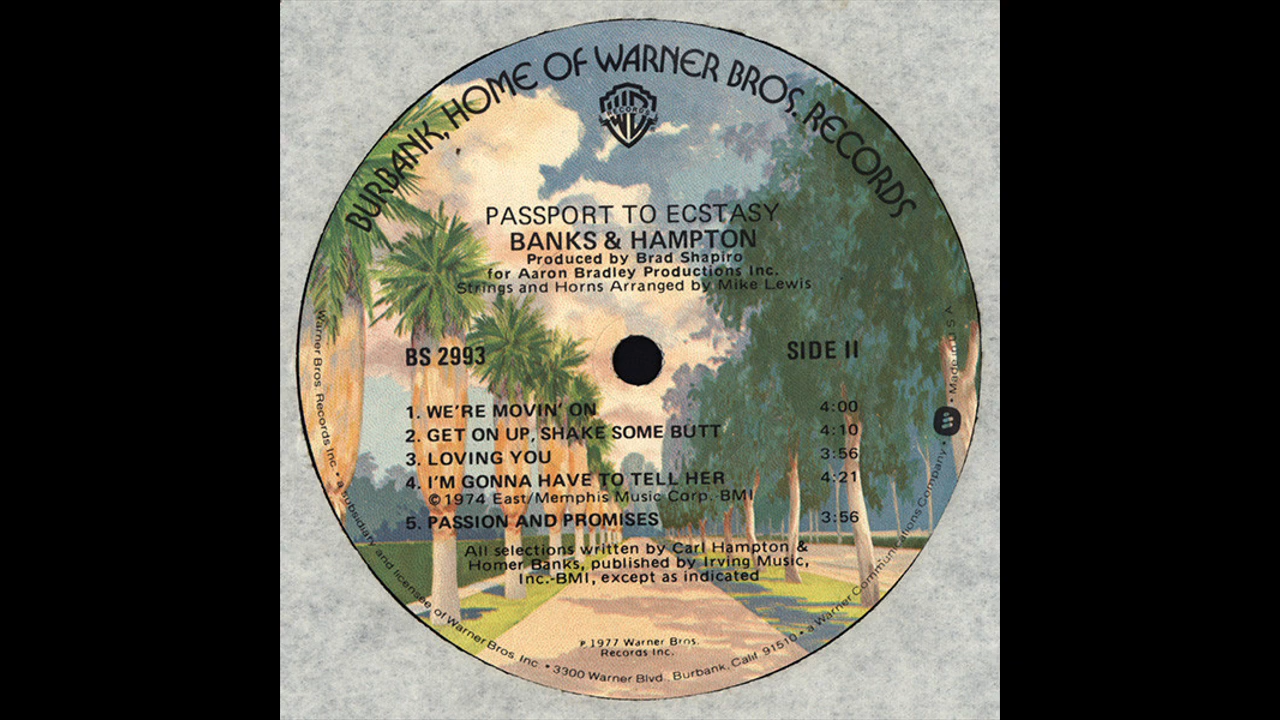 BURBANK, HOME OF WARNER BROS. RECORDS
WB RECORDS
PASSPORT TO ECSTASY
BANKS & HAMPTON
Produced by Brad Shapiro
for Aaron Bradley Productions Inc.
Strings and Horns Arranged by Mike Lewis
BS 2993
SIDE II
1. WE'RE MOVIN' ON 4:00
2. GET ON UP, SHAKE SOME BUTT 4:10
3. LOVING YOU 3:56
4. I'M GONNA HAVE TO TELL HER 4:21
©1974 East/Memphis Music Corp.-BMI
5. PASSION AND PROMISES 3:56
All selections written by Carl Hampton &
Homer Banks, published by Irving Music,
Inc.-BMI, except as indicated
℗ 1977 Warner Bros.
Records Inc.
Warner Bros. Records Inc. • a subsidiary and licensee of Warner Bros. Inc. • 3300 Warner Blvd., Burbank, Calif. 91510 • a Warner Communications Company • Made in U.S.A.